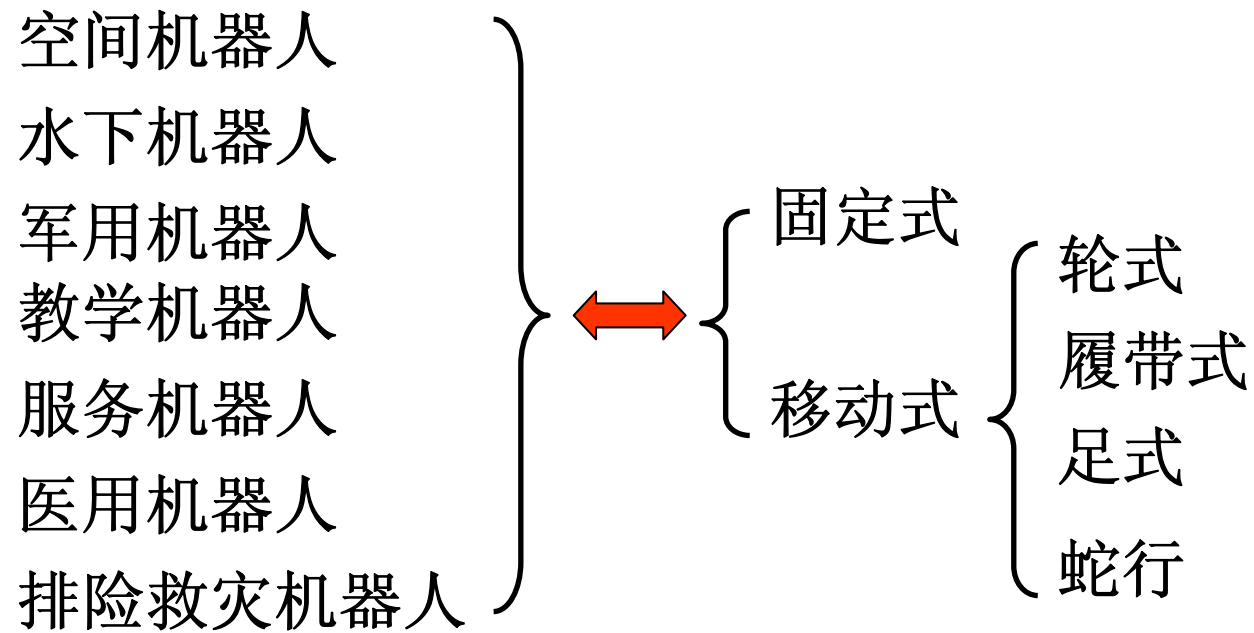 空间机器人
水下机器人
军用机器人
教学机器人
服务机器人
医用机器人
排险救灾机器人
固定式
移动式
轮式
履带式
足式
蛇行